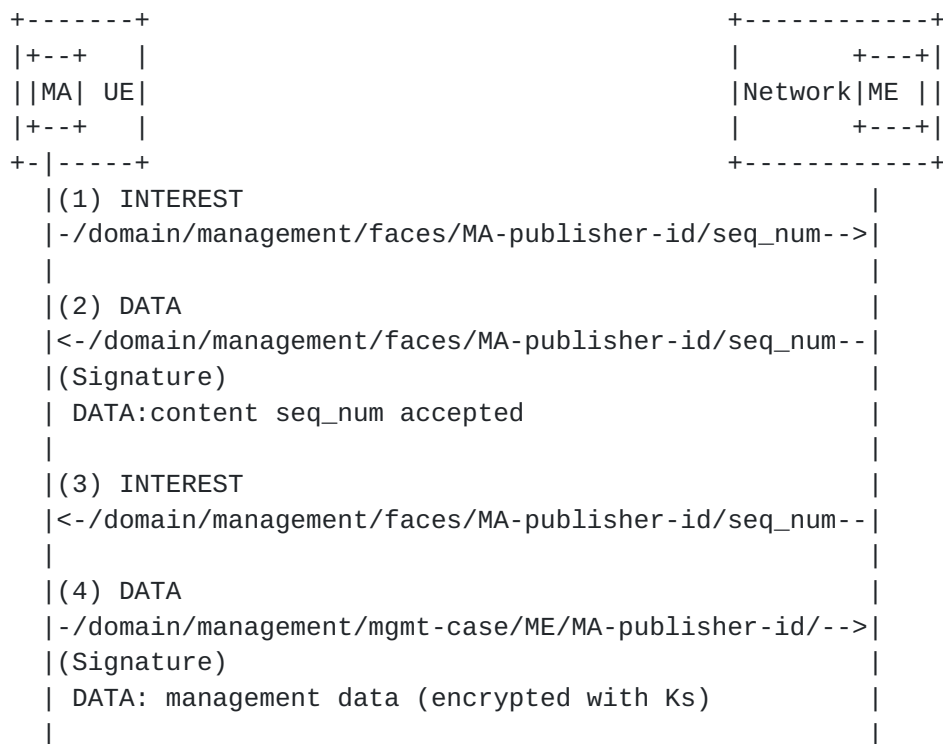 +-------+                                  +------------+
|+--+   |                                  |       +---+|
||MA| UE|                                  |Network|ME ||
|+--+   |                                  |       +---+|
+-|-----+                                  +------------+
  |(1) INTEREST                                     |
  |-/domain/management/faces/MA-publisher-id/seq_num-->|
  |                                                 |
  |(2) DATA                                         |
  |<-/domain/management/faces/MA-publisher-id/seq_num--|
  |(Signature)                                      |
  | DATA:content seq_num accepted                   |
  |                                                 |
  |(3) INTEREST                                     |
  |<-/domain/management/faces/MA-publisher-id/seq_num--|
  |                                                 |
  |(4) DATA                                         |
  |-/domain/management/mgmt-case/ME/MA-publisher-id/-->|
  |(Signature)                                      |
  | DATA: management data (encrypted with Ks)       |
  |                                                 |